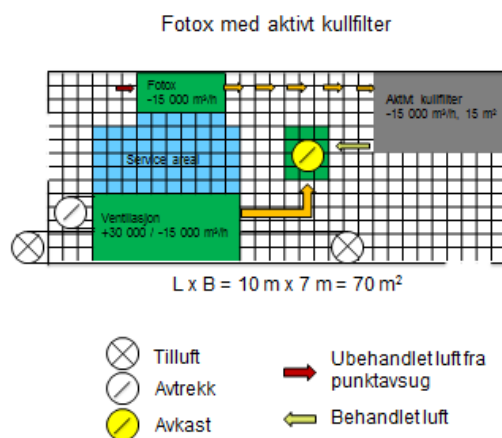 Fotox med aktivt kullfilter
Fotox
-15 000 m³/h
Aktivt kullfilter
-15 000 m³/h, 15 m²
Service areal
Ventilasjon
+30 000 / -15 000 m³/h
L x B = 10 m x 7 m = 70 m²
Tilluft
Avtrekk
Avkast
Ubehandlet luft fra
punktavsug
Behandlet luft